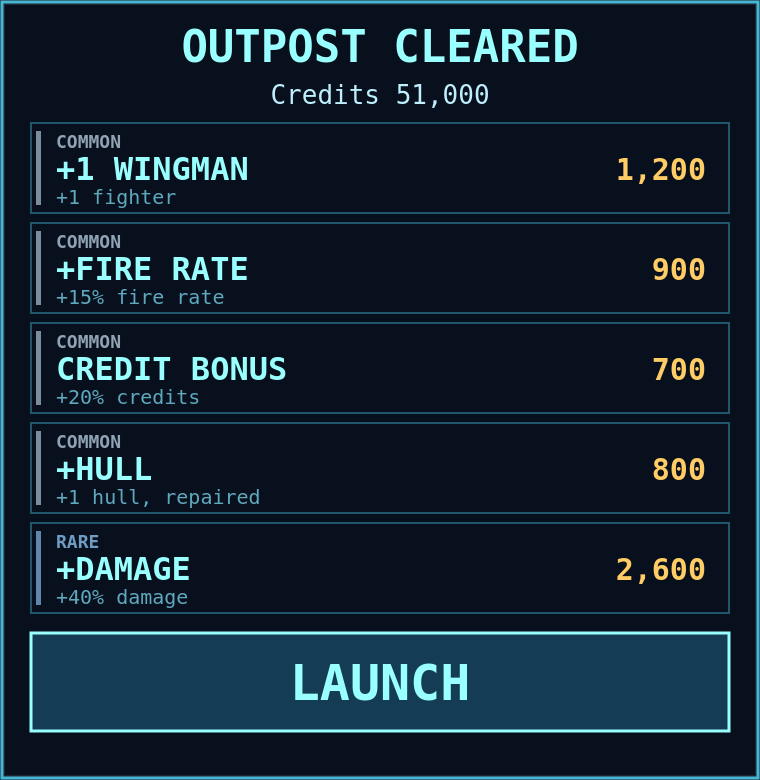 OUTPOST CLEARED
Credits 51,000
COMMON
+1 WINGMAN
1,200
+1 fighter
COMMON
+FIRE RATE
900
+15% fire rate
COMMON
CREDIT BONUS
700
+20% credits
COMMON
+HULL
800
+1 hull, repaired
RARE
+DAMAGE
2,600
+40% damage
LAUNCH